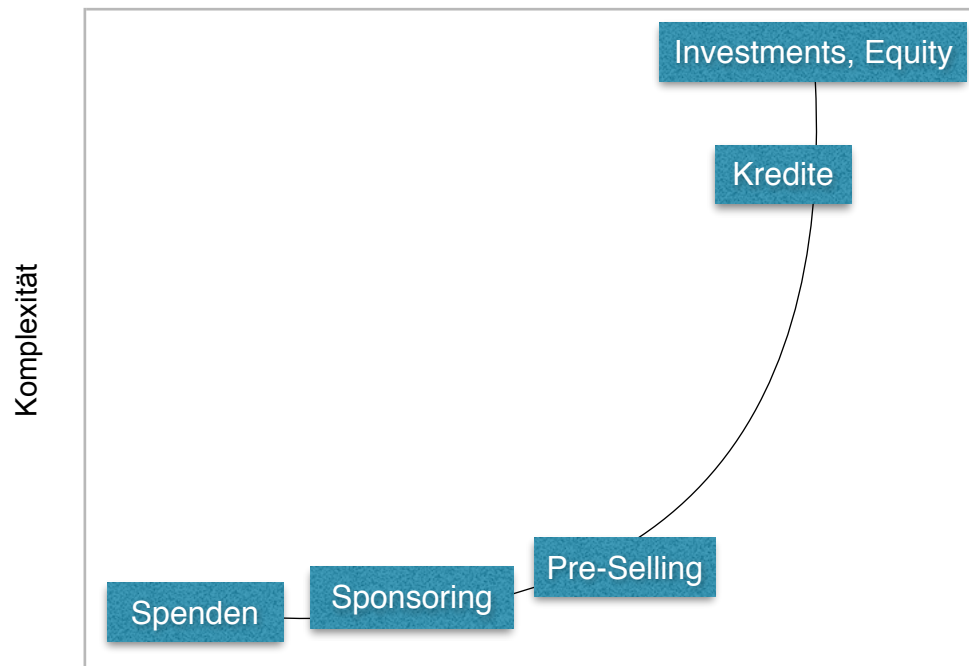 Investments, Equity
Kredite
Komplexität
Pre-Selling
Sponsoring
Spenden